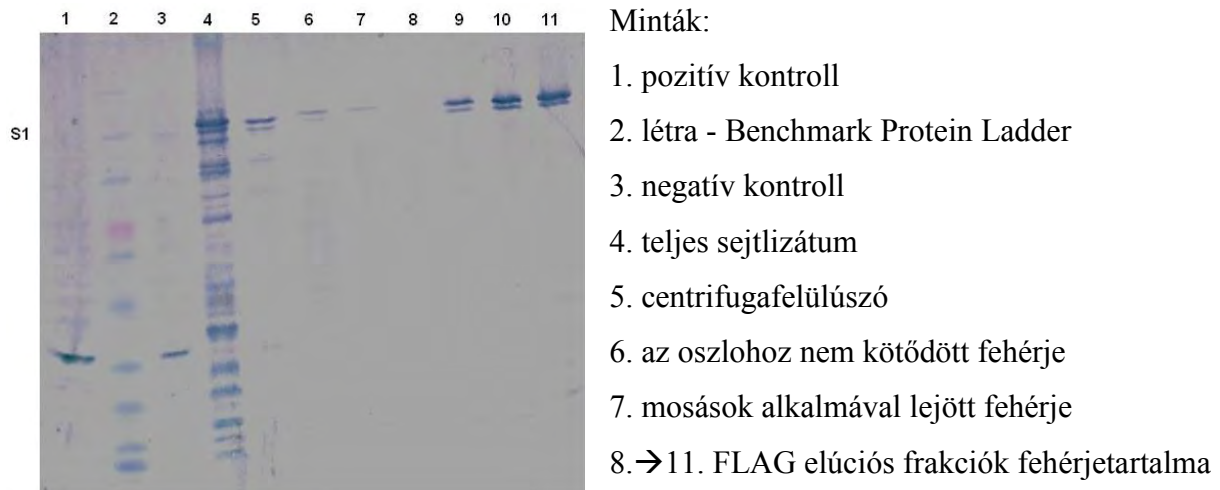 1 2 3 4 5 6 7 8 9 10 11
S1
Minták:
1. pozitív kontroll
2. létra - Benchmark Protein Ladder
3. negatív kontroll
4. teljes sejtlizátum
5. centrifugafelülúszó
6. az oszlohoz nem kötődött fehérje
7. mosások alkalmával lejött fehérje
8.→11. FLAG elúciós frakciók fehérjetartalma